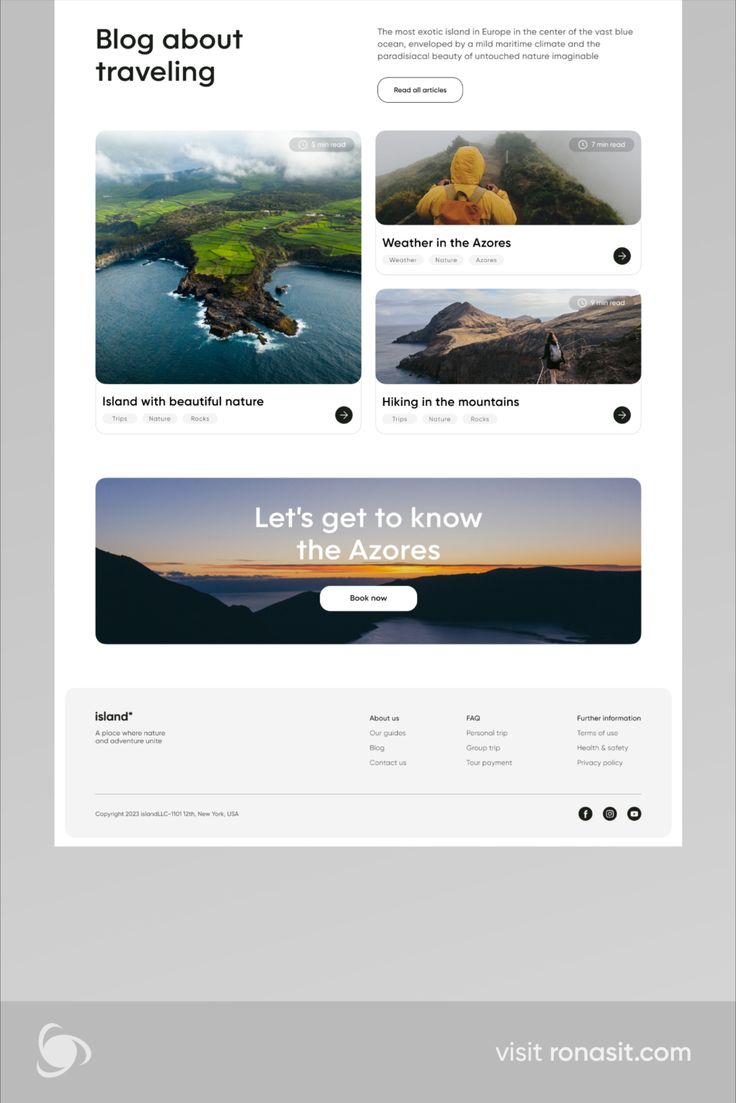 Blog about
traveling
The most exotic island in Europe in the center of the vast blue
ocean, enveloped by a mild maritime climate and the
paradisiacal beauty of untouched nature imaginable
Read all articles
5 min read
Island with beautiful nature
Trips Nature Rocks
7 min read
Weather in the Azores
Weather Nature Azores
9 min read
Hiking in the mountains
Trips Nature Rocks
Let's get to know
the Azores
Book now
island*
A place where nature
and adventure unite
About us
Our guides
Blog
Contact us
FAQ
Personal trip
Group trip
Tour payment
Further information
Terms of use
Health & safety
Privacy policy
Copyright 2023 islandLLC-1101 12th, New York, USA
visit ronasit.com